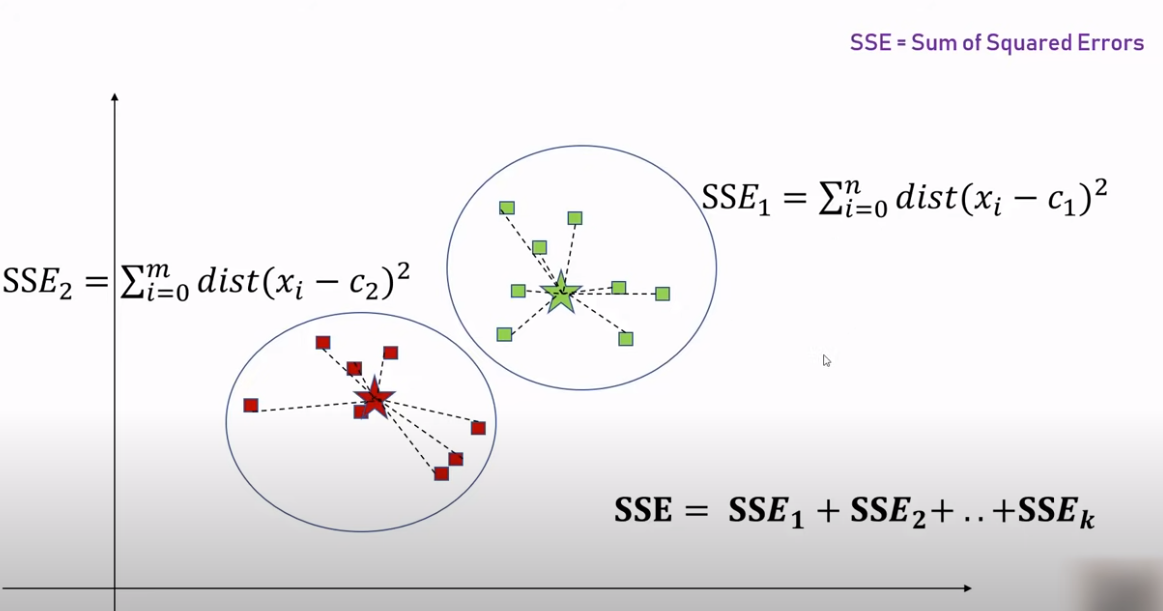 SSE = Sum of Squared Errors
SSE₁ = ∑ⁿᵢ₌₀ dist(xᵢ − c₁)²
SSE₂ = ∑ᵐᵢ₌₀ dist(xᵢ − c₂)²
SSE = SSE₁ + SSE₂+ . . +SSEₖ